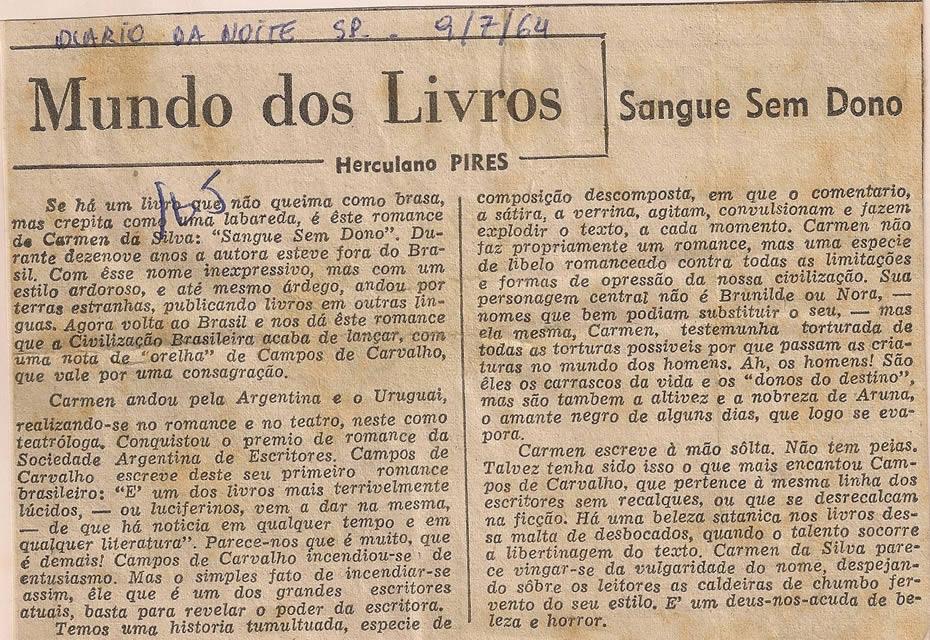 DIARIO DA NOITE SP. - 9/7/64
Mundo dos Livros
Sangue Sem Dono
Herculano PIRES
Se há um livro que não queima como brasa,
mas crepita como uma labareda, é êste romance
de Carmen da Silva: "Sangue Sem Dono". Du-
rante dezenove anos a autora esteve fora do Bra-
sil. Com êsse nome inexpressivo, mas com um
estilo ardoroso, e até mesmo árdego, andou por
terras estranhas, publicando livros em outras lin-
guas. Agora volta ao Brasil e nos dá êste romance
que a Civilização Brasileira acaba de lançar, com
uma nota de "orelha" de Campos de Carvalho,
que vale por uma consagração.
Carmen andou pela Argentina e o Uruguai,
realizando-se no romance e no teatro, neste como
teatróloga. Conquistou o premio de romance da
Sociedade Argentina de Escritores. Campos de
Carvalho escreve deste seu primeiro romance
brasileiro: "E' um dos livros mais terrivelmente
lúcidos, — ou luciferinos, vem a dar na mesma,
— de que há noticia em qualquer tempo e em
qualquer literatura". Parece-nos que é muito, que
é demais! Campos de Carvalho incendiou-se de
entusiasmo. Mas o simples fato de incendiar-se
assim, êle que é um dos grandes escritores
atuais, basta para revelar o poder da escritora.
Temos uma historia tumultuada, especie de
composição descomposta, em que o comentario,
a sátira, a verrina, agitam, convulsionam e fazem
explodir o texto, a cada momento. Carmen não
faz propriamente um romance, mas uma especie
de libelo romanceado contra todas as limitações
e formas de opressão da nossa civilização. Sua
personagem central não é Brunilde ou Nora, —
nomes que bem podiam substituir o seu, — mas
ela mesma, Carmen, testemunha torturada de
todas as torturas possiveis por que passam as cria-
turas no mundo dos homens. Ah, os homens! São
êles os carrascos da vida e os "donos do destino",
mas são tambem a altivez e a nobreza de Aruna,
o amante negro de alguns dias, que logo se eva-
pora.
Carmen escreve à mão sôlta. Não tem peias.
Talvez tenha sido isso o que mais encantou Cam-
pos de Carvalho, que pertence à mesma linha dos
escritores sem recalques, ou que se desrecalcam
na ficção. Há uma beleza satanica nos livros des-
sa malta de desbocados, quando o talento socorre
a libertinagem do texto. Carmen da Silva pare-
ce vingar-se da vulgaridade do nome, despejan-
do sôbre os leitores as caldeiras de chumbo fer-
vento do seu estilo. E' um deus-nos-acuda de be-
leza e horror.